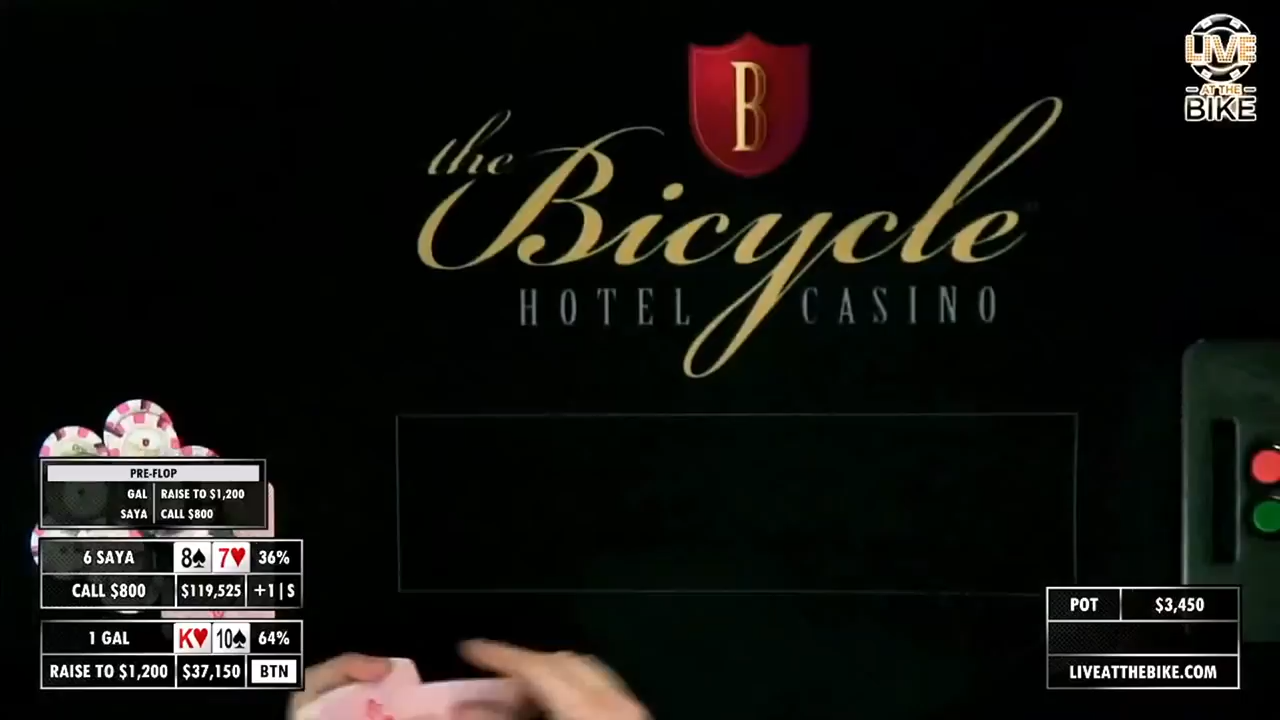 LIVE
AT THE
BIKE
B
the
Bicycle
HOTEL CASINO
PRE-FLOP
GAL RAISE TO $1,200
SAYA CALL $800
6 SAYA 8♠ 7♥ 36%
CALL $800 $119,525 +1|S
1 GAL K♥ 10♠ 64%
RAISE TO $1,200 $37,150 BTN
POT $3,450
LIVEATTHEBIKE.COM